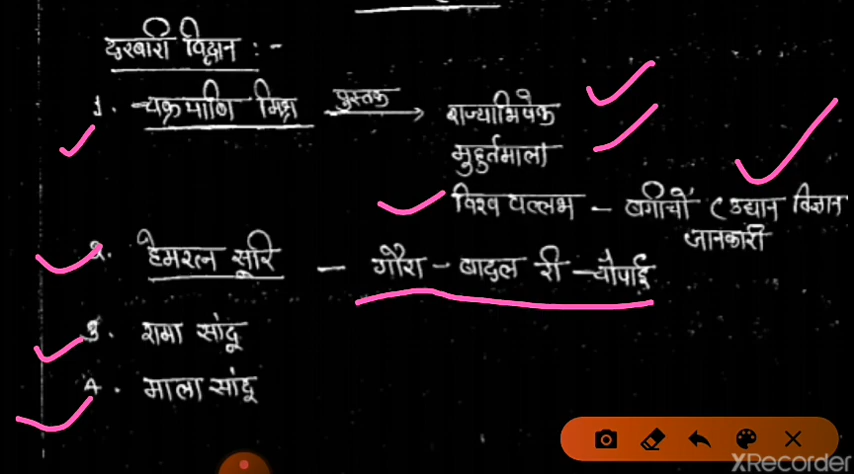 दरबारी विद्वान :-
1. चक्रपाणि मिश्र पुस्तक → राज्याभिषेक
मुहुर्तमाला
विश्व वल्लभ - बगीचों (उद्यान विज्ञान
जानकारी
2. हेमरत्न सूरि - गौरा-बादल री-चौपाई
3. रामा सांदू
4. माला सांदू
XRecorder